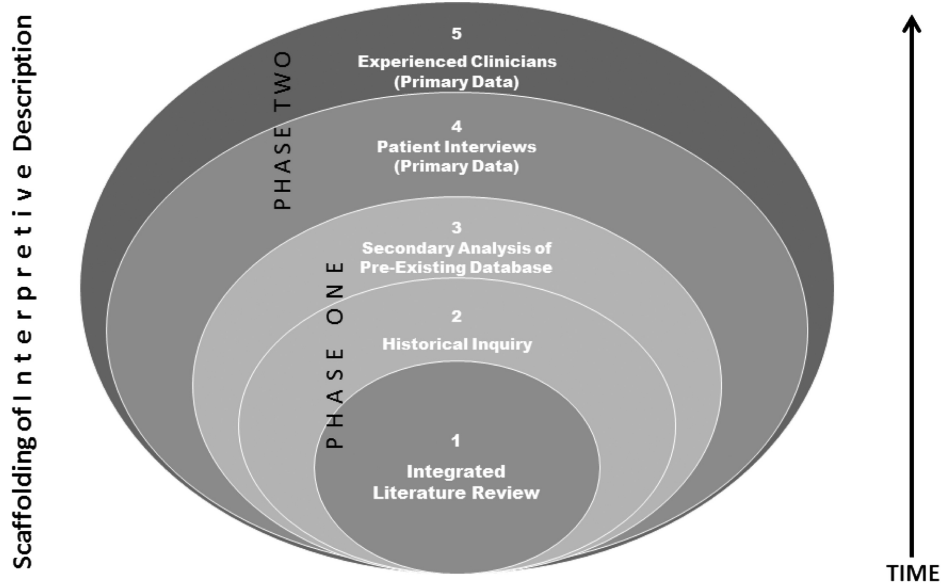 Scaffolding of Interpretive Description
PHASE TWO
PHASE ONE
5
Experienced Clinicians
(Primary Data)
4
Patient Interviews
(Primary Data)
3
Secondary Analysis of
Pre-Existing Database
2
Historical Inquiry
1
Integrated
Literature Review
TIME